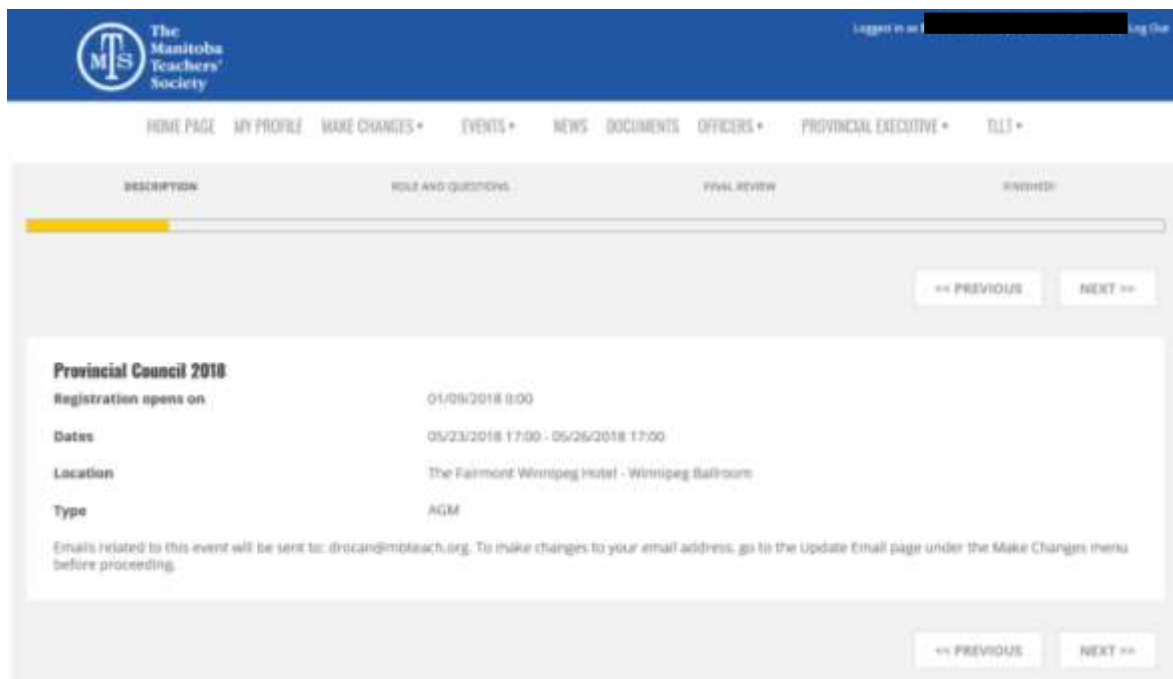 The
Manitoba
Teachers'
Society
MTS
Logged in as
Log Out
HOME PAGE MY PROFILE MAKE CHANGES EVENTS NEWS DOCUMENTS OFFICERS PROVINCIAL EXECUTIVE
DESCRIPTION ROLE AND QUESTIONS FINAL REVIEW FINISHED!
<< PREVIOUS NEXT >>
Provincial Council 2018
Registration opens on 01/09/2018 0:00
Dates 05/23/2018 17:00 - 05/26/2018 17:00
Location The Fairmont Winnipeg Hotel - Winnipeg Ballroom
Type AGM
Emails related to this event will be sent to: drocan@mbteach.org. To make changes to your email address, go to the Update Email page under the Make Changes menu
before proceeding.
<< PREVIOUS NEXT >>